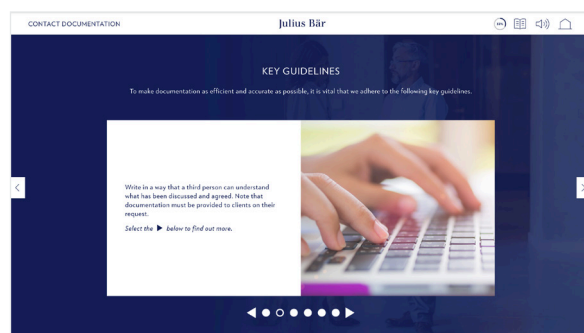 CONTACT DOCUMENTATION
Julius Bär
KEY GUIDELINES
To make documentation as efficient and accurate as possible, it is vital that we adhere to the following key guidelines.
Write in a way that a third person can understand
what has been discussed and agreed. Note that
documentation must be provided to clients on their
request.
Select the ▶ below to find out more.